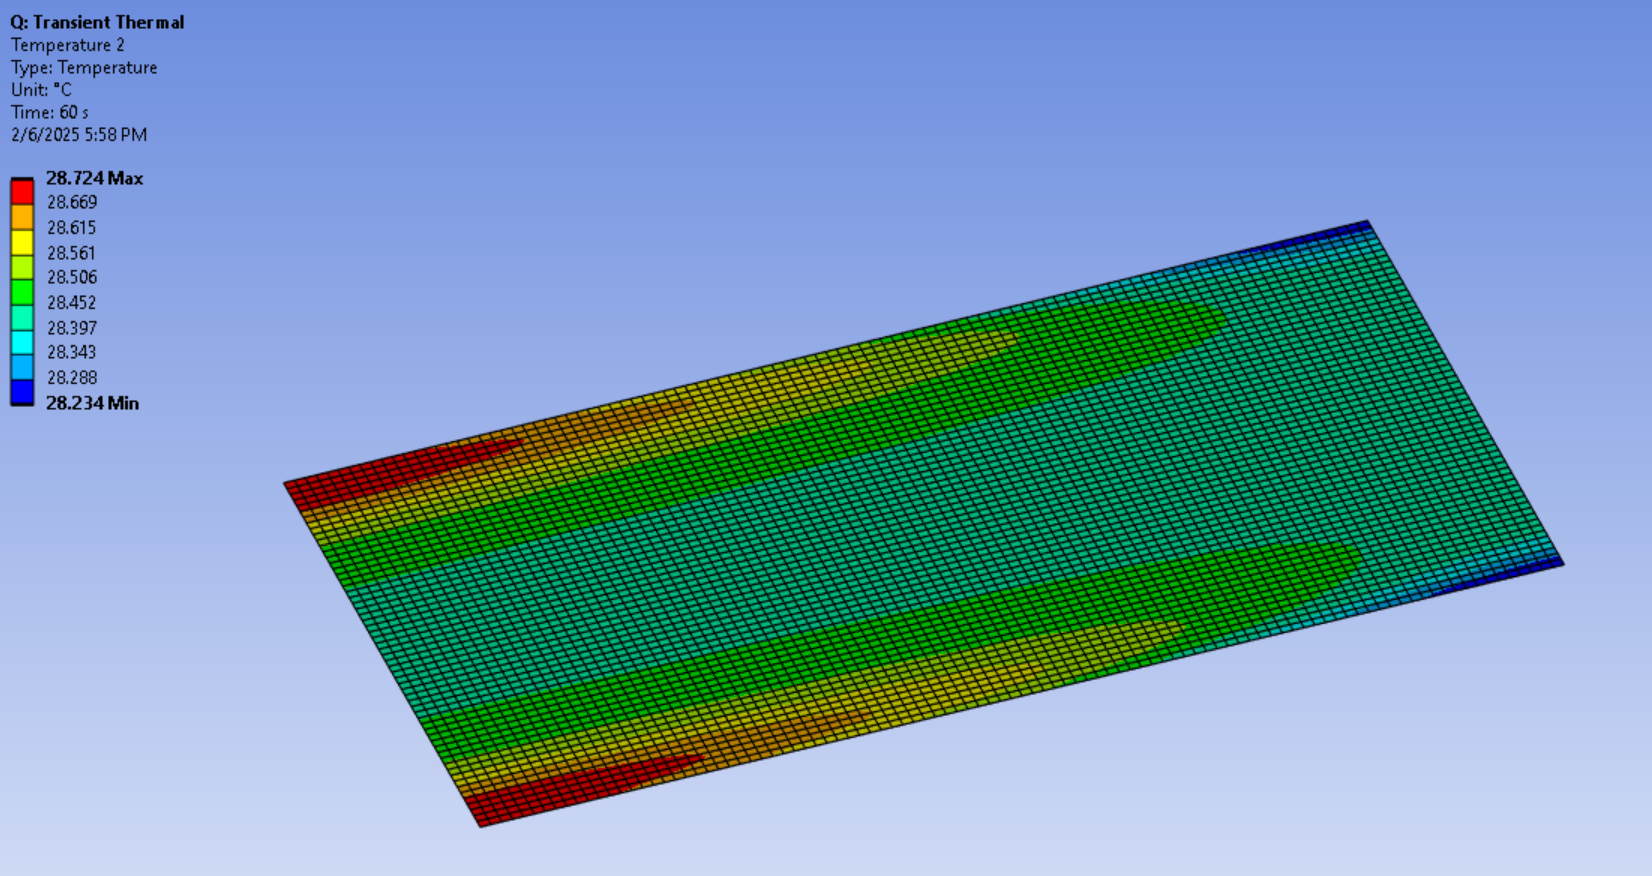 Q: Transient Thermal
Temperature 2
Type: Temperature
Unit: °C
Time: 60 s
2/6/2025 5:58 PM
28.724 Max
28.669
28.615
28.561
28.506
28.452
28.397
28.343
28.288
28.234 Min